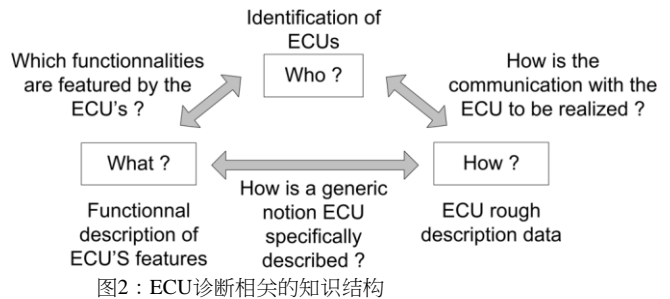 Identification of
ECUs
Who ?
Which functionnalities
are featured by the
ECU's ?
How is the
communication with the
ECU to be realized ?
What ?
How ?
How is a generic
notion ECU
specifically
described ?
Functionnal
description of
ECU'S features
ECU rough
description data
图2：ECU诊断相关的知识结构